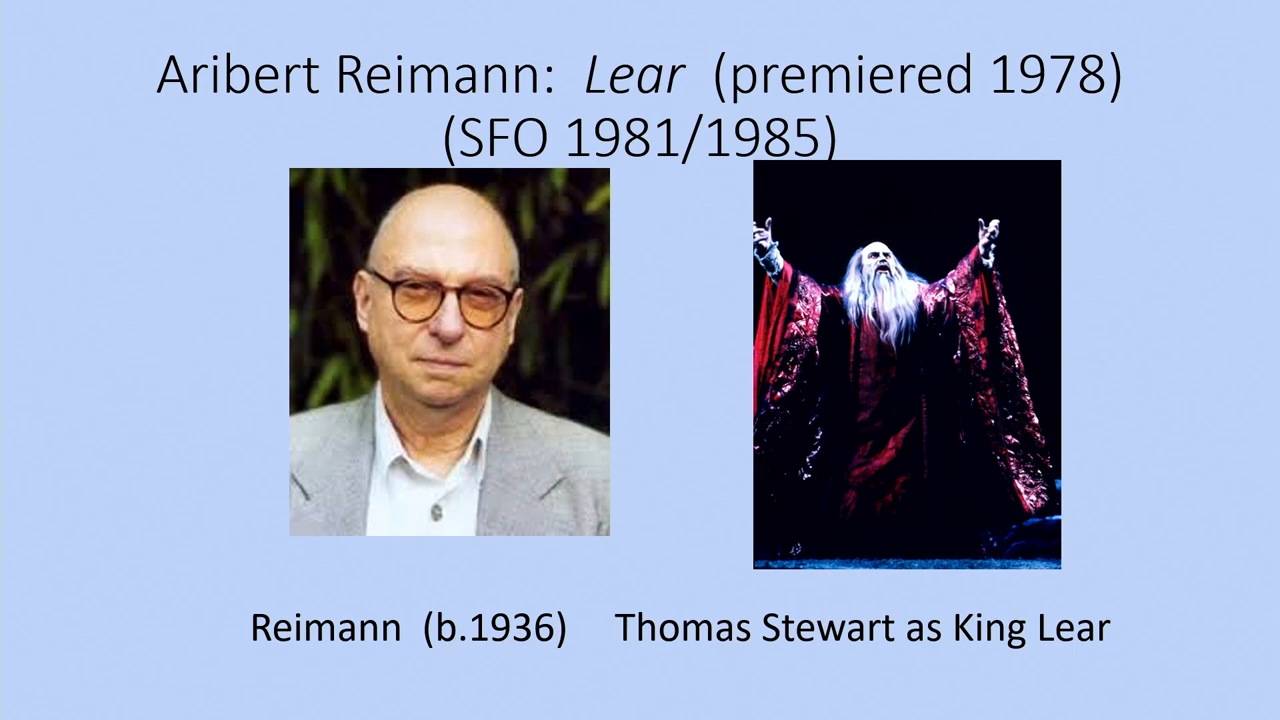 Aribert Reimann:  Lear  (premiered 1978)
(SFO 1981/1985)
Reimann  (b.1936)     Thomas Stewart as King Lear